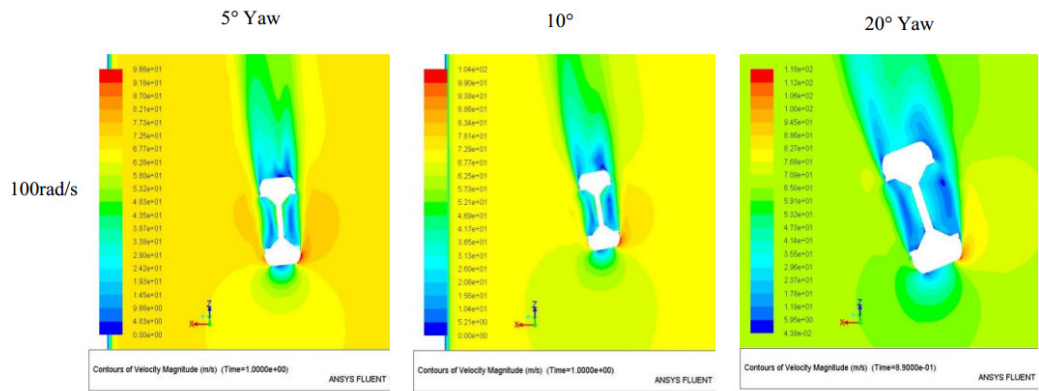 5° Yaw
10°
20° Yaw
100rad/s
9.66e+01
9.18e+01
8.70e+01
8.21e+01
7.73e+01
7.25e+01
6.77e+01
6.28e+01
5.80e+01
5.32e+01
4.83e+01
4.35e+01
3.87e+01
3.38e+01
2.90e+01
2.42e+01
1.93e+01
1.45e+01
9.66e+00
4.83e+00
0.00e+00
Z
X
Contours of Velocity Magnitude (m/s) (Time=1.0000e+00)
ANSYS FLUENT
1.04e+02
9.90e+01
9.38e+01
8.86e+01
8.34e+01
7.81e+01
7.29e+01
6.77e+01
6.25e+01
5.73e+01
5.21e+01
4.69e+01
4.17e+01
3.65e+01
3.13e+01
2.60e+01
2.08e+01
1.56e+01
1.04e+01
5.21e+00
0.00e+00
Z
X
Contours of Velocity Magnitude (m/s) (Time=1.0000e+00)
ANSYS FLUENT
1.18e+02
1.12e+02
1.06e+02
1.00e+02
9.45e+01
8.86e+01
8.27e+01
7.68e+01
7.09e+01
6.50e+01
5.91e+01
5.32e+01
4.73e+01
4.14e+01
3.55e+01
2.96e+01
2.37e+01
1.78e+01
1.19e+01
5.95e+00
4.38e-02
Z
X
Contours of Velocity Magnitude (m/s) (Time=8.9000e-01)
ANSYS FLUENT